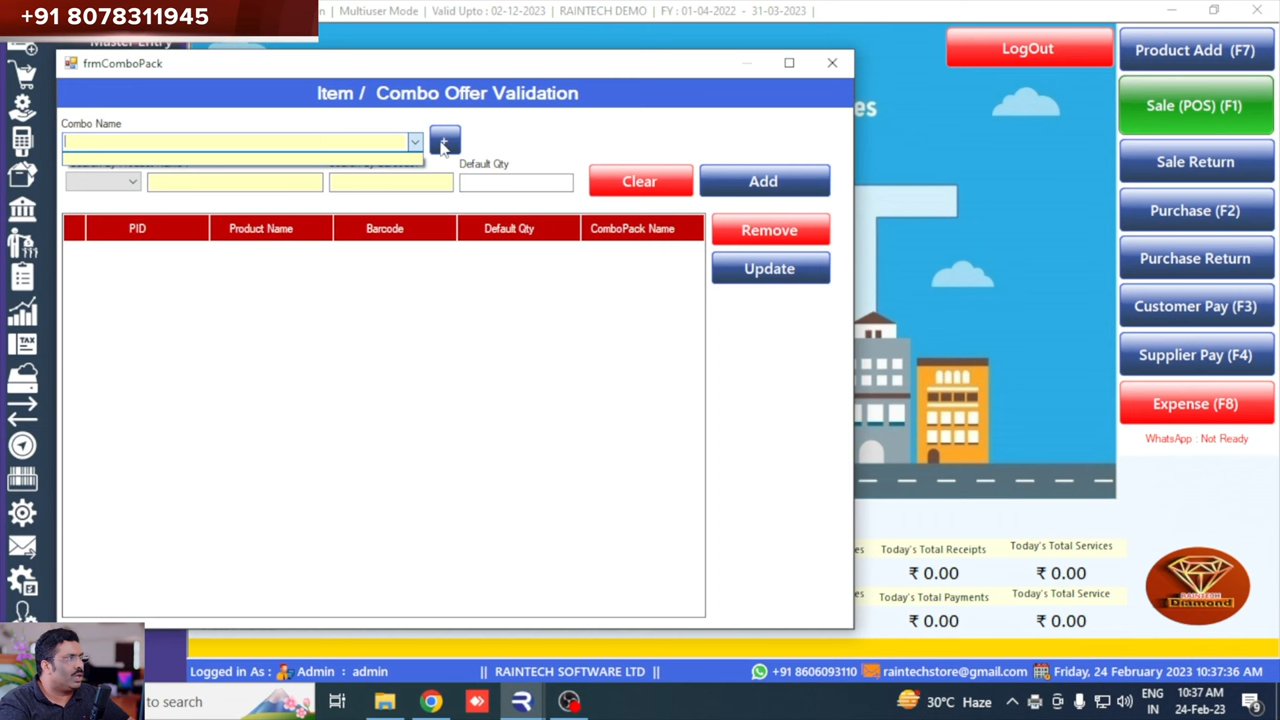 +91 8078311945
Multiuser Mode | Valid Upto : 02-12-2023 | RAINTECH DEMO | FY : 01-04-2022 - 31-03-2023 |
Master Entry
LogOut
Product Add (F7)
frmComboPack
Item / Combo Offer Validation
Sale (POS) (F1)
Combo Name
+
Sale Return
Default Qty
Clear
Add
Purchase (F2)
PID
Product Name
Barcode
Default Qty
ComboPack Name
Remove
Purchase Return
Update
Customer Pay (F3)
TAX
Supplier Pay (F4)
Expense (F8)
WhatsApp : Not Ready
Today's Total Receipts
Today's Total Services
₹ 0.00
₹ 0.00
Today's Total Payments
Today's Total Service
₹ 0.00
₹ 0.00
RAINTECH
Diamond
Logged in As : Admin : admin
|| RAINTECH SOFTWARE LTD ||
+91 8606093110
raintechstore@gmail.com
Friday, 24 February 2023 10:37:36 AM
to search
30°C Haze
ENG
IN
10:37 AM
24-Feb-23
9